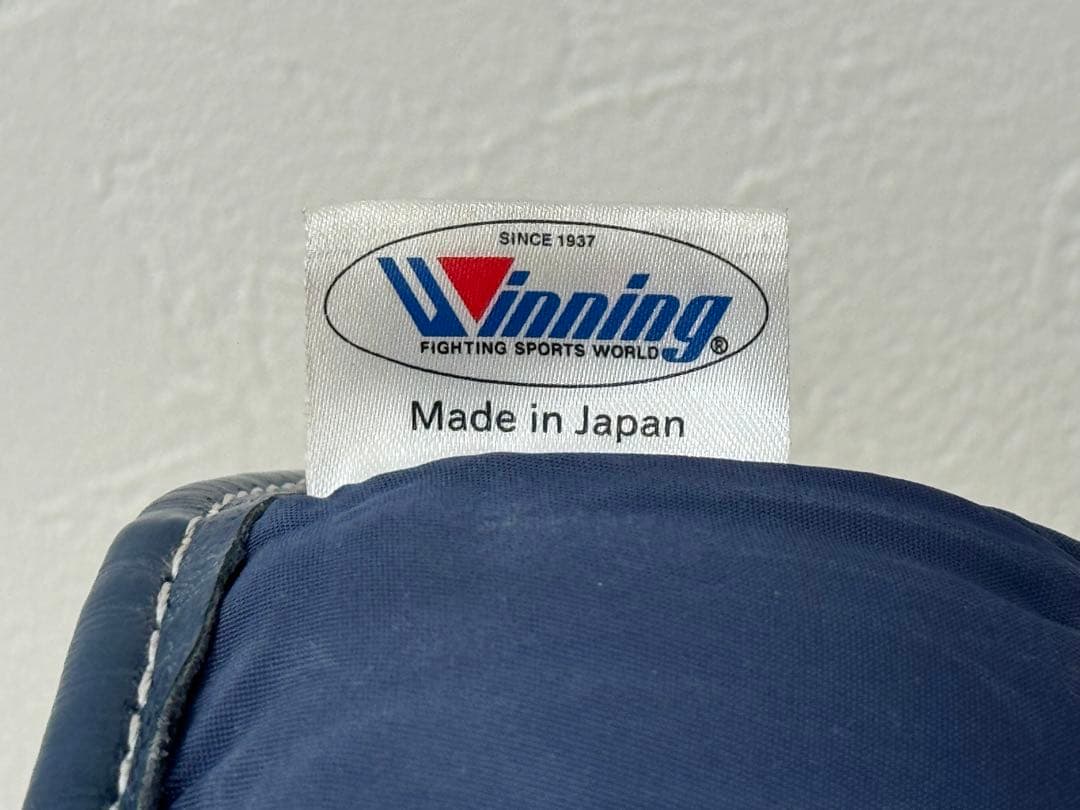 SINCE 1937
Winning
FIGHTING SPORTS WORLD ®
Made in Japan